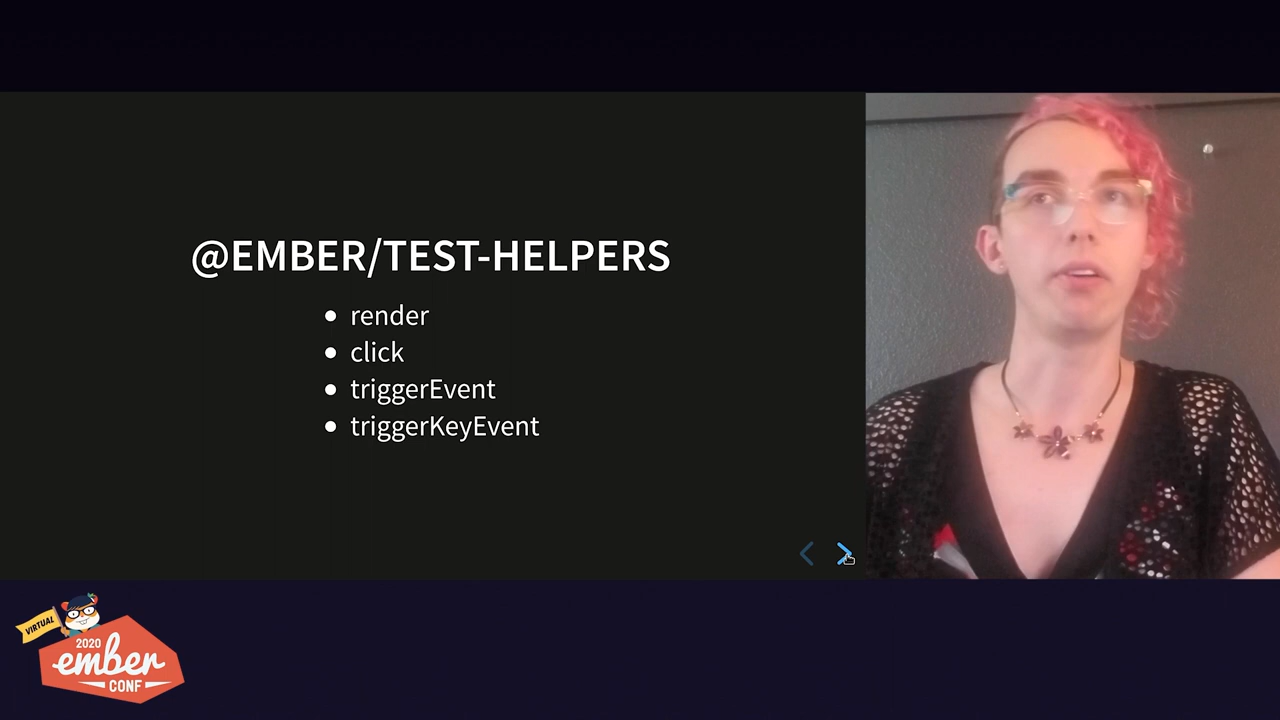 @EMBER/TEST-HELPERS
render
click
triggerEvent
triggerKeyEvent
VIRTUAL
2020
ember
CONF